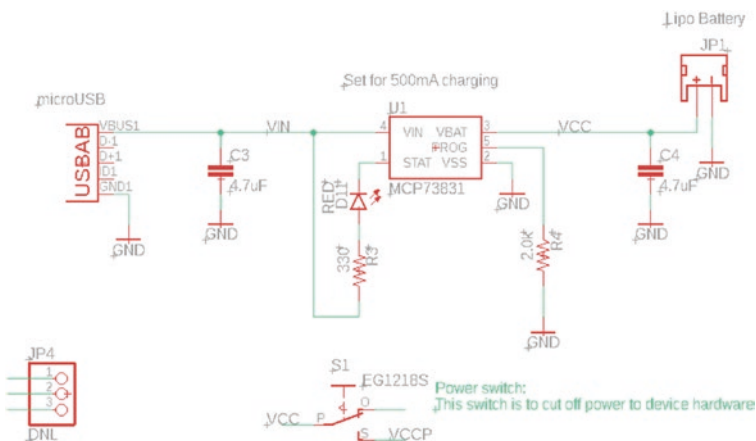 Lipo Battery
JP1
+ -
Set for 500mA charging
microUSB
USBAB
VBUS1
D-1
D+1
ID1
GND1
GND
VIN
C3
4.7uF
GND
U1
4 VIN VBAT 3
PROG 5
1 STAT VSS 2
MCP73831
RED
D11
330
R3
GND
2.0K
R4
GND
VCC
C4
4.7uF
GND
GND
JP4
1
2
3
DNL
S1
EG1218S
VCC P O
S VCCP
Power switch:
This switch is to cut off power to device hardware